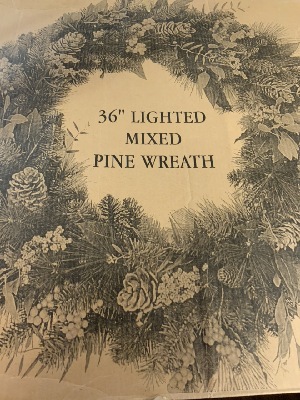 36" LIGHTED
MIXED
PINE WREATH